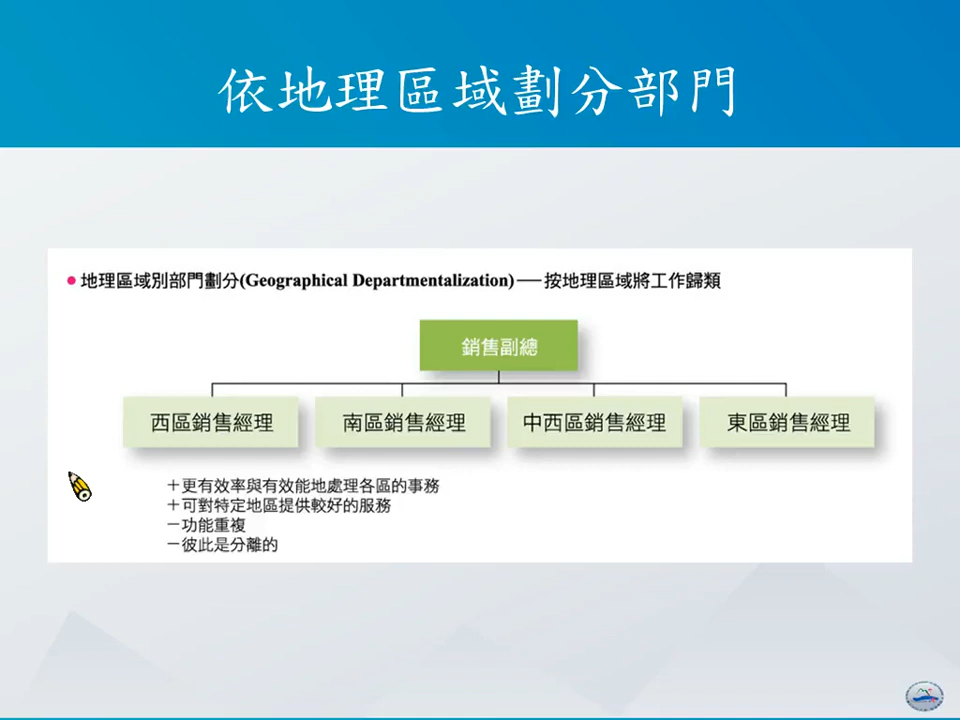 依地理區域劃分部門
●地理區域別部門劃分(Geographical Departmentalization)──按地理區域將工作歸類
銷售副總
西區銷售經理
南區銷售經理
中西區銷售經理
東區銷售經理
＋更有效率與有效能地處理各區的事務
＋可對特定地區提供較好的服務
－功能重複
－彼此是分離的